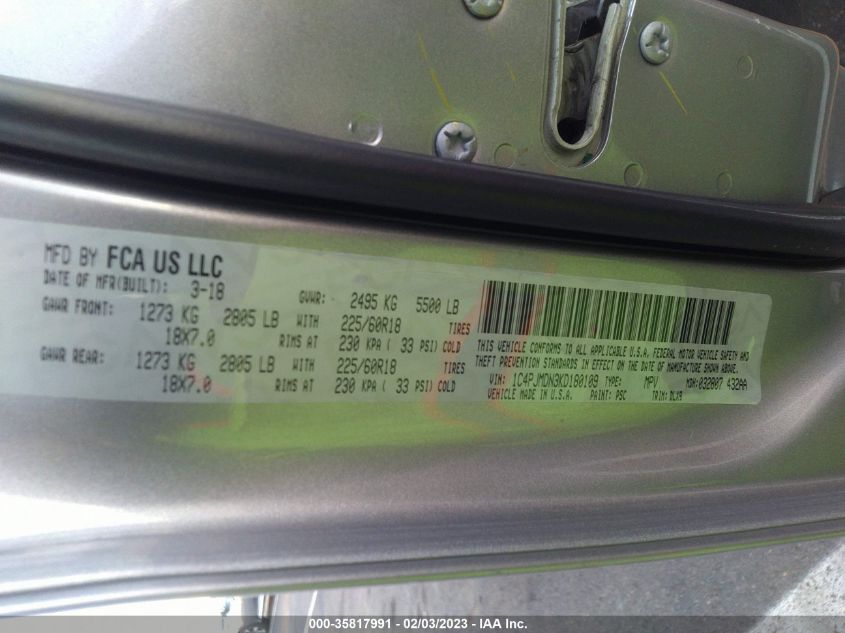 MFD BY FCA US LLC
DATE OF MFR(BUILT): 3-18 GVWR: 2495 KG 5500 LB
GAWR FRONT: 1273 KG 2805 LB WITH 225/60R18 TIRES
18X7.0 RIMS AT 230 KPA ( 33 PSI) COLD
GAWR REAR: 1273 KG 2805 LB WITH 225/60R18 TIRES
18X7.0 RIMS AT 230 KPA ( 33 PSI) COLD
THIS VEHICLE CONFORMS TO ALL APPLICABLE U.S.A. FEDERAL MOTOR VEHICLE SAFETY AND
THEFT PREVENTION STANDARDS IN EFFECT ON THE DATE OF MANUFACTURE SHOWN ABOVE.
VIN: 1C4PJMDN3KD180109 TYPE: MPV MDH: 032807 432AA
VEHICLE MADE IN U.S.A. PAINT: PSC TRIM: DLX9
000-35817991 - 02/03/2023 - IAA Inc.